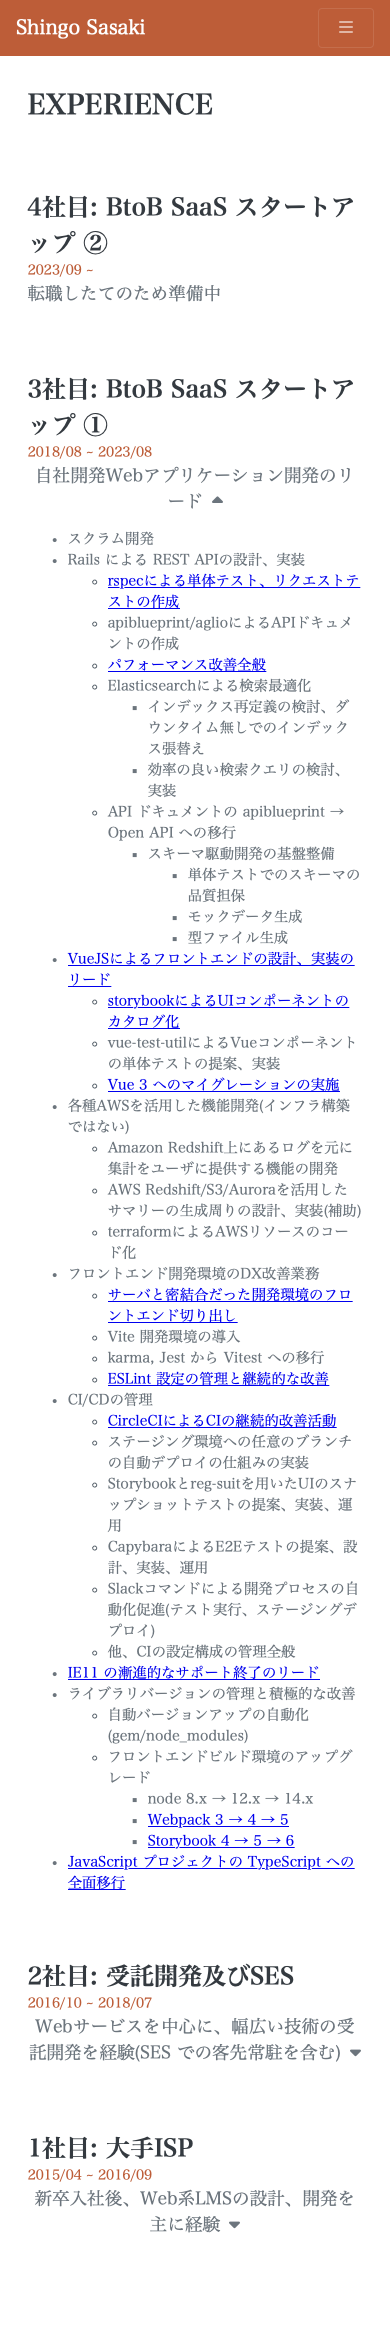 Shingo Sasaki
EXPERIENCE
4社目: BtoB SaaS スタートア
ップ ②
2023/09 ~
転職したてのため準備中
3社目: BtoB SaaS スタートア
ップ ①
2018/08 ~ 2023/08
自社開発Webアプリケーション開発のリ
ード
スクラム開発
Rails による REST APIの設計、実装
rspecによる単体テスト、リクエストテ
ストの作成
apiblueprint/aglioによるAPIドキュメ
ントの作成
パフォーマンス改善全般
Elasticsearchによる検索最適化
インデックス再定義の検討、ダ
ウンタイム無しでのインデック
ス張替え
効率の良い検索クエリの検討、
実装
API ドキュメントの apiblueprint →
Open API への移行
スキーマ駆動開発の基盤整備
単体テストでのスキーマの
品質担保
モックデータ生成
型ファイル生成
VueJSによるフロントエンドの設計、実装の
リード
storybookによるUIコンポーネントの
カタログ化
vue-test-utilによるVueコンポーネント
の単体テストの提案、実装
Vue 3 へのマイグレーションの実施
各種AWSを活用した機能開発(インフラ構築
ではない)
Amazon Redshift上にあるログを元に
集計をユーザに提供する機能の開発
AWS Redshift/S3/Auroraを活用した
サマリーの生成周りの設計、実装(補助)
terraformによるAWSリソースのコー
ド化
フロントエンド開発環境のDX改善業務
サーバと密結合だった開発環境のフロ
ントエンド切り出し
Vite 開発環境の導入
karma, Jest から Vitest への移行
ESLint 設定の管理と継続的な改善
CI/CDの管理
CircleCIによるCIの継続的改善活動
ステージング環境への任意のブランチ
の自動デプロイの仕組みの実装
Storybookとreg-suitを用いたUIのスナ
ップショットテストの提案、実装、運
用
CapybaraによるE2Eテストの提案、設
計、実装、運用
Slackコマンドによる開発プロセスの自
動化促進(テスト実行、ステージングデ
プロイ)
他、CIの設定構成の管理全般
IE11 の漸進的なサポート終了のリード
ライブラリバージョンの管理と積極的な改善
自動バージョンアップの自動化
(gem/node_modules)
フロントエンドビルド環境のアップグ
レード
node 8.x → 12.x → 14.x
Webpack 3 → 4 → 5
Storybook 4 → 5 → 6
JavaScript プロジェクトの TypeScript への
全面移行
2社目: 受託開発及びSES
2016/10 ~ 2018/07
Webサービスを中心に、幅広い技術の受
託開発を経験(SES での客先常駐を含む)
1社目: 大手ISP
2015/04 ~ 2016/09
新卒入社後、Web系LMSの設計、開発を
主に経験